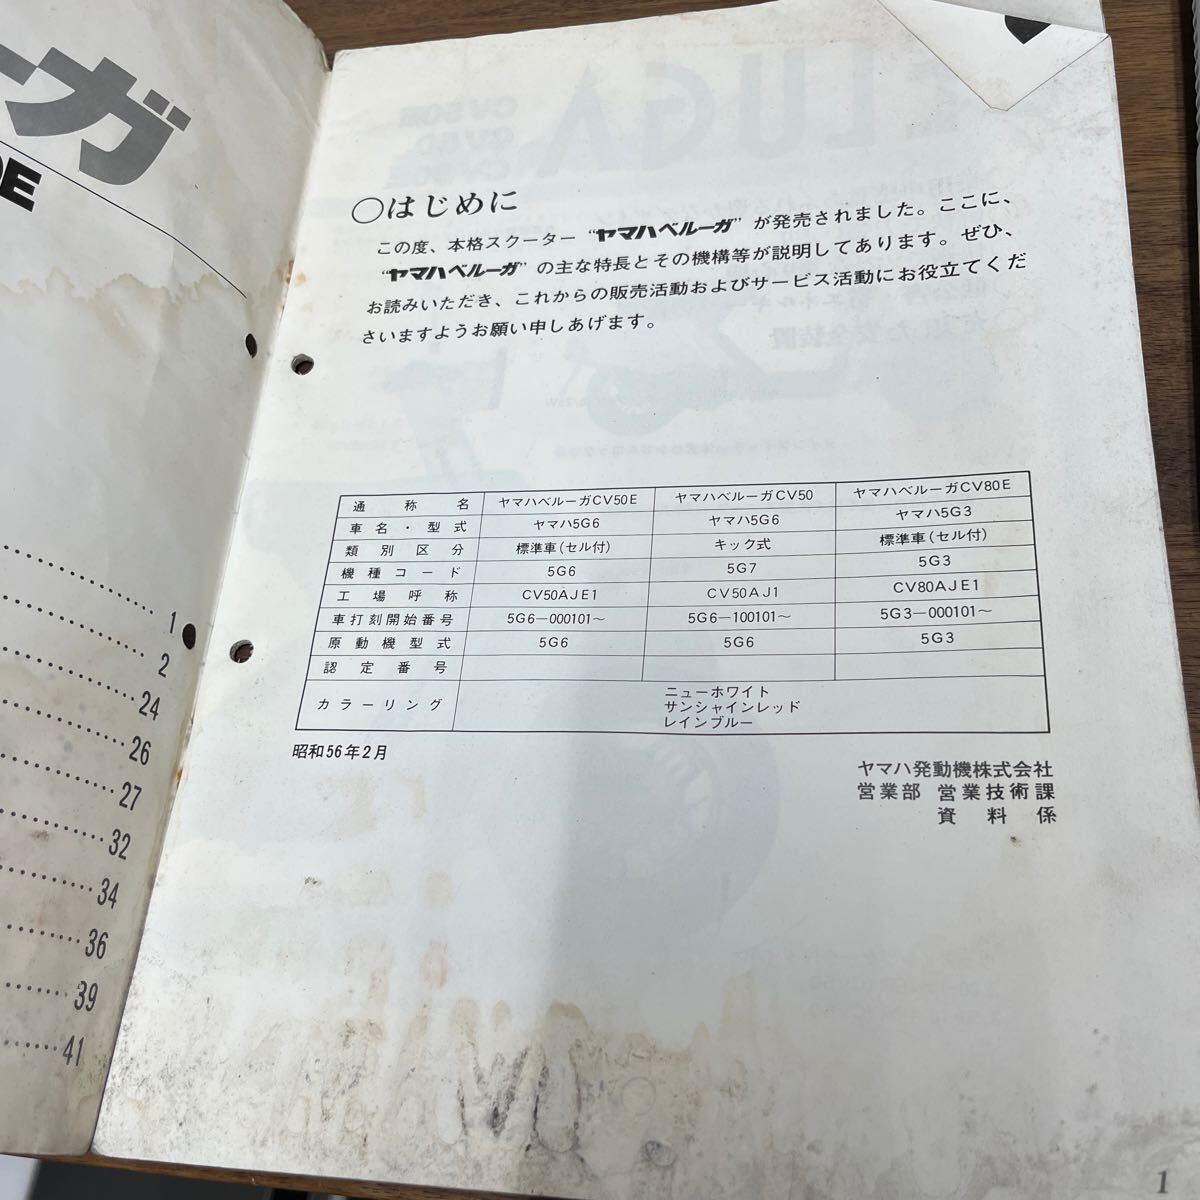 ーガ
DE
1
2
24
26
27
32
34
36
39
41
LUGA
○はじめに
この度、本格スクーター“ヤマハベルーガ”が発売されました。ここに、
“ヤマハベルーガ”の主な特長とその機構等が説明してあります。ぜひ、
お読みいただき、これからの販売活動およびサービス活動にお役立てくだ
さいますようお願い申しあげます。
通称名 ヤマハベルーガCV50E ヤマハベルーガCV50 ヤマハベルーガCV80E
車名・型式 ヤマハ5G6 ヤマハ5G6 ヤマハ5G3
類別区分 標準車(セル付) キック式 標準車(セル付)
機種コード 5G6 5G7 5G3
工場呼称 CV50AJE1 CV50AJ1 CV80AJE1
車打刻開始番号 5G6-000101~ 5G6-100101~ 5G3-000101~
原動機型式 5G6 5G6 5G3
認定番号
カラーリング ニューホワイト
サンシャインレッド
レインブルー
昭和56年2月
ヤマハ発動機株式会社
営業部 営業技術課
資料係
1